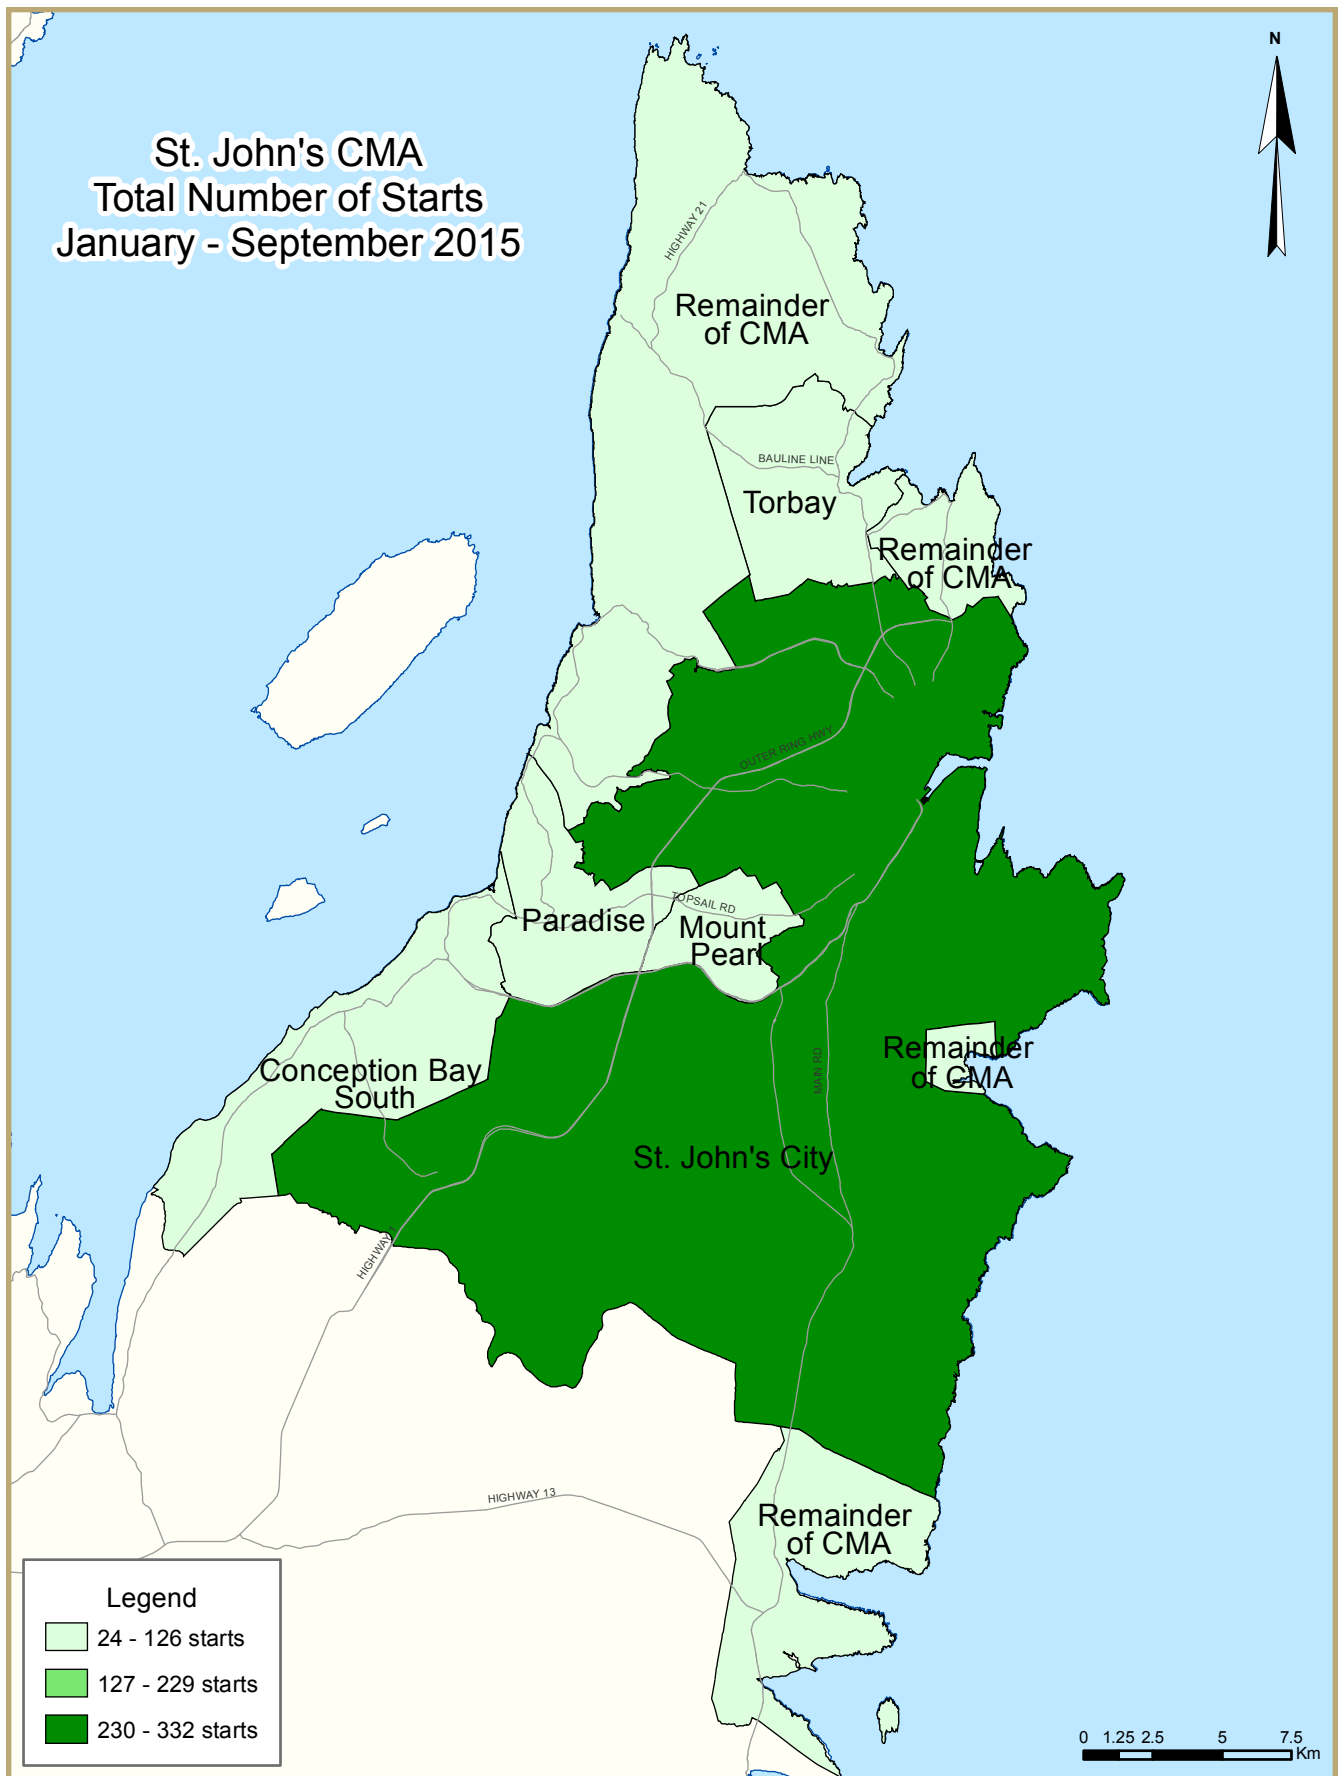 N
St. John's CMA
Total Number of Starts
January - September 2015
HIGHWAY 21
Remainder
of CMA
BAULINE LINE
Torbay
Remainder
of CMA
OUTER RING HWY
TOPSAIL RD
Paradise
Mount
Pearl
Conception Bay
South
MAIN RD
Remainder
of CMA
St. John's City
HIGHWAY 1
HIGHWAY 13
Remainder
of CMA
Legend
24 - 126 starts
127 - 229 starts
230 - 332 starts
0 1.25 2.5 5 7.5
Km